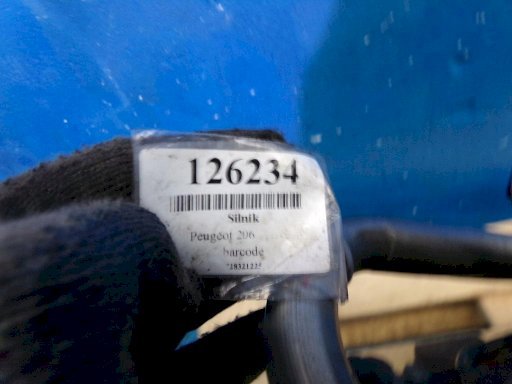 126234
Silnik
Peugeot 206
barcode